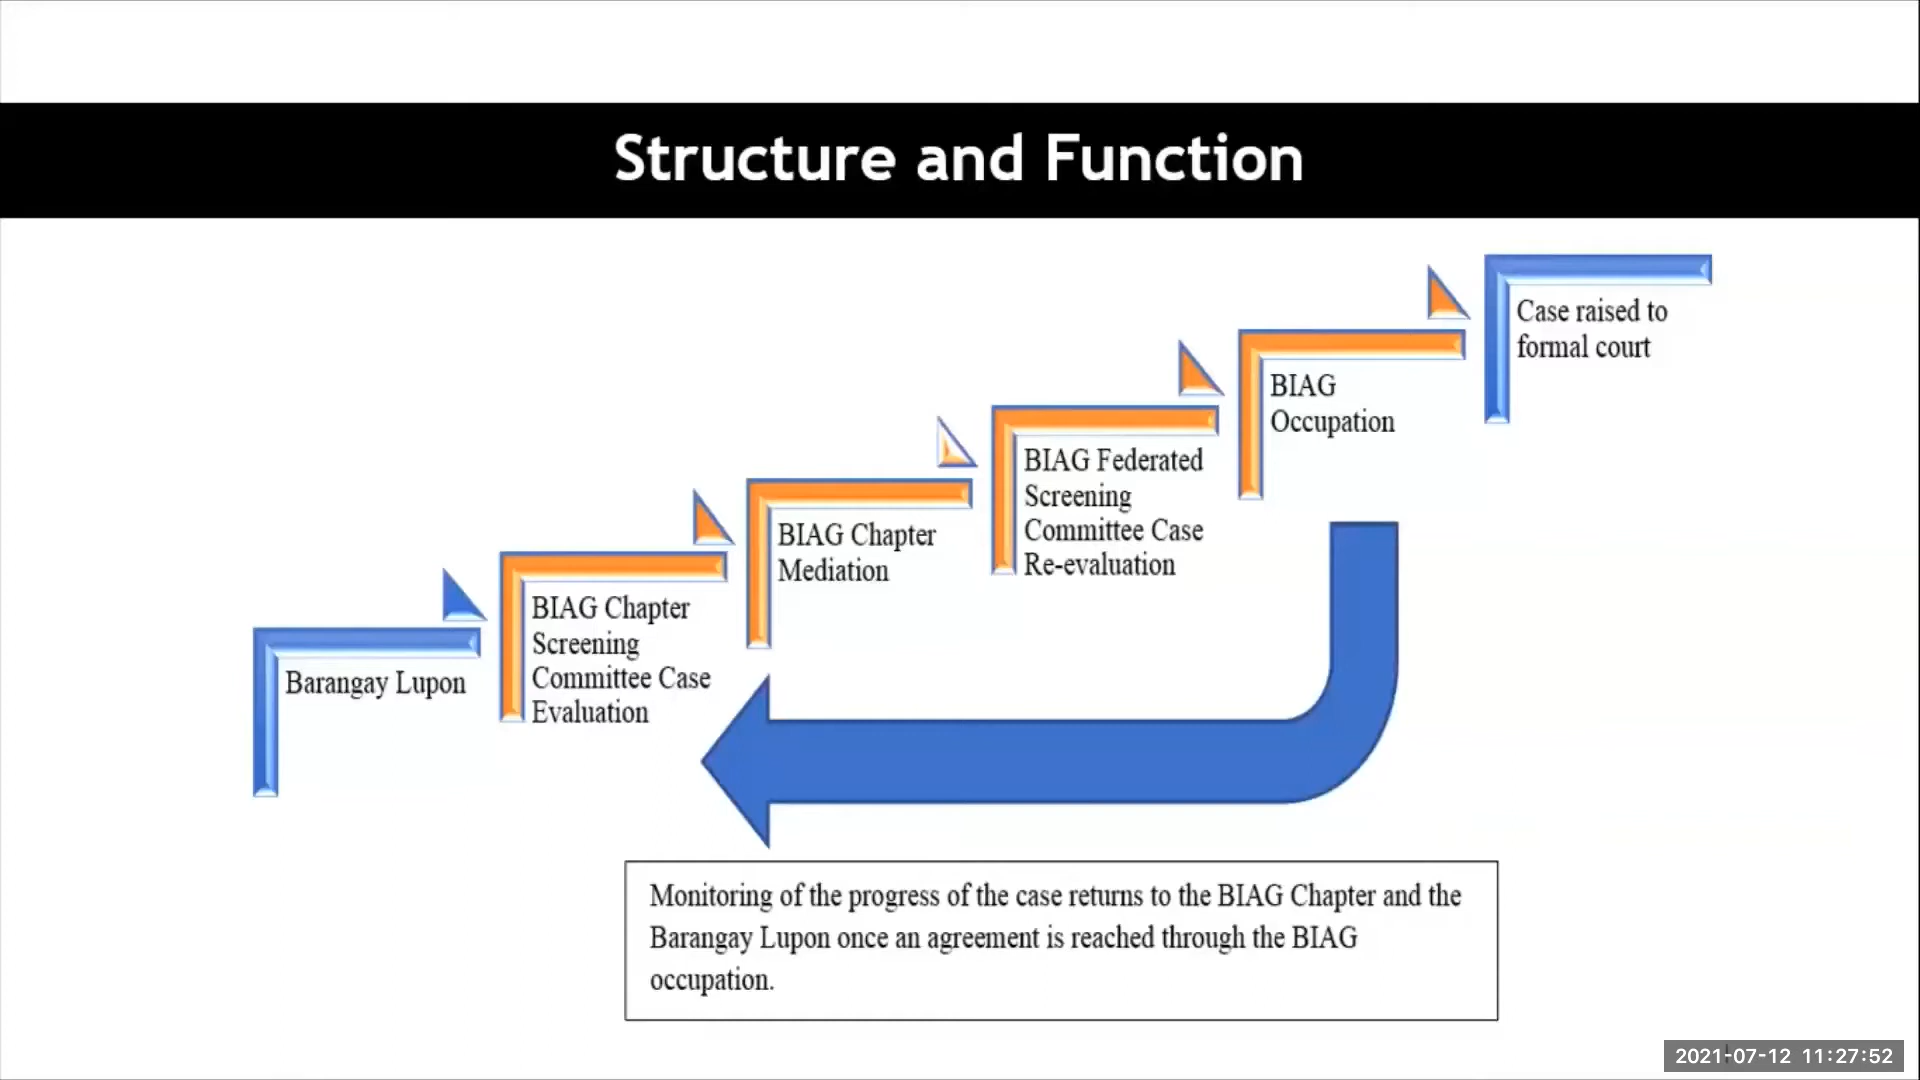 Structure and Function
Barangay Lupon
BIAG Chapter
Screening
Committee Case
Evaluation
BIAG Chapter
Mediation
BIAG Federated
Screening
Committee Case
Re-evaluation
BIAG
Occupation
Case raised to
formal court
Monitoring of the progress of the case returns to the BIAG Chapter and the
Barangay Lupon once an agreement is reached through the BIAG
occupation.
2021-07-12 11:27:52